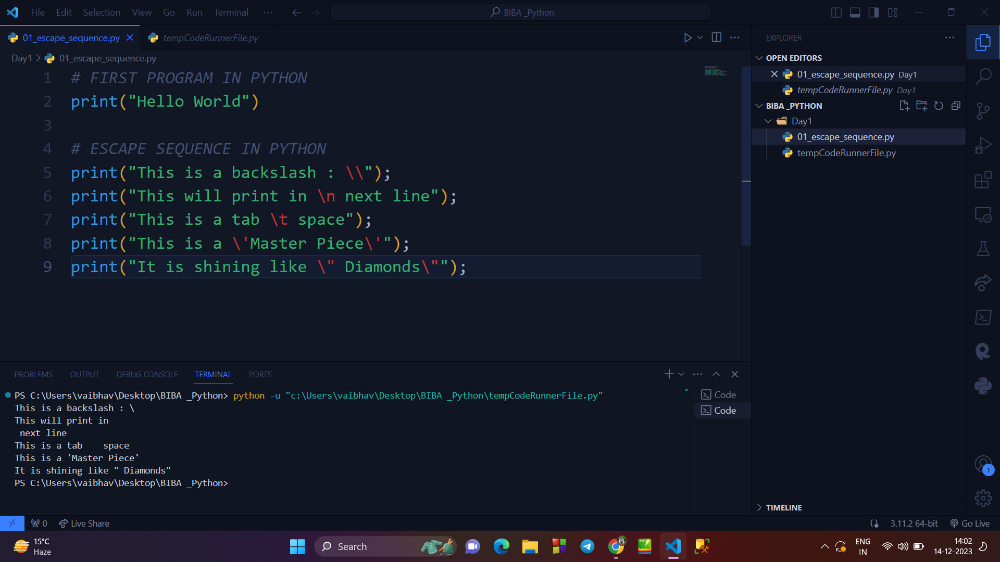 File Edit Selection View Go Run Terminal ··· BIBA _Python
01_escape_sequence.py tempCodeRunnerFile.py
Day1 > 01_escape_sequence.py
1 # FIRST PROGRAM IN PYTHON
2 print("Hello World")
3
4 # ESCAPE SEQUENCE IN PYTHON
5 print("This is a backslash : \\");
6 print("This will print in \n next line");
7 print("This is a tab \t space");
8 print("This is a \'Master Piece\'");
9 print("It is shining like \" Diamonds\"");
EXPLORER
OPEN EDITORS
01_escape_sequence.py Day1
tempCodeRunnerFile.py Day1
BIBA _PYTHON
Day1
01_escape_sequence.py
tempCodeRunnerFile.py
TIMELINE
PROBLEMS OUTPUT DEBUG CONSOLE TERMINAL PORTS
PS C:\Users\vaibhav\Desktop\BIBA _Python> python -u "c:\Users\vaibhav\Desktop\BIBA _Python\tempCodeRunnerFile.py"
This is a backslash : \
This will print in
 next line
This is a tab    space
This is a 'Master Piece'
It is shining like " Diamonds"
PS C:\Users\vaibhav\Desktop\BIBA _Python>
Code
Code
1
0 Live Share 3.11.2 64-bit Go Live
15°C
Haze
Search
ENG
IN
14:02
14-12-2023